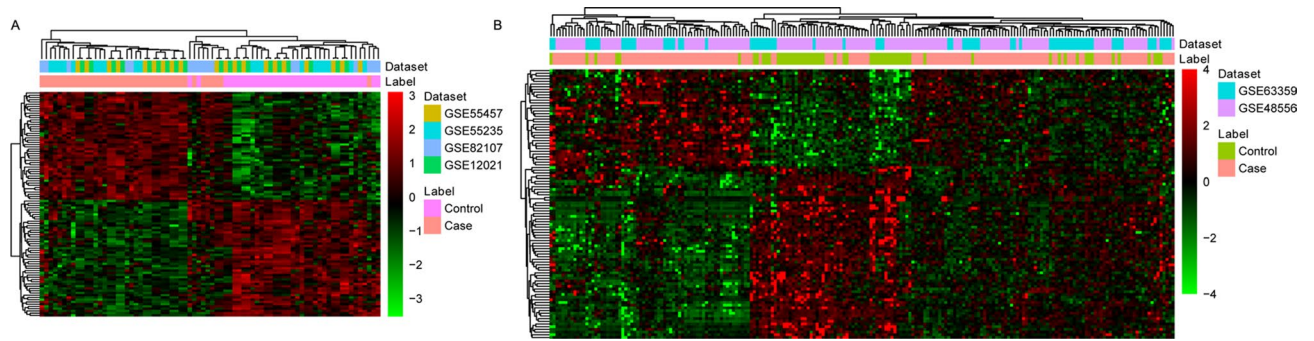 A
Dataset
Label
3
2
1
0
−1
−2
−3
Dataset
GSE55457
GSE55235
GSE82107
GSE12021
Label
Control
Case
B
Dataset
Label
4
2
0
−2
−4
Dataset
GSE63359
GSE48556
Label
Control
Case